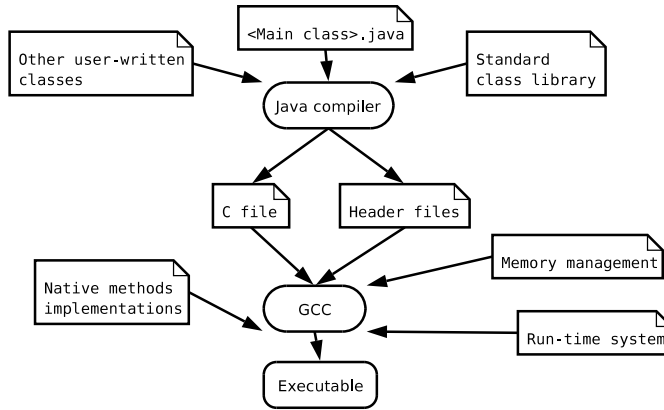 <Main class>.java
Other user-written
classes
Standard
class library
Java compiler
C file
Header files
Memory management
Native methods
implementations
GCC
Run-time system
Executable